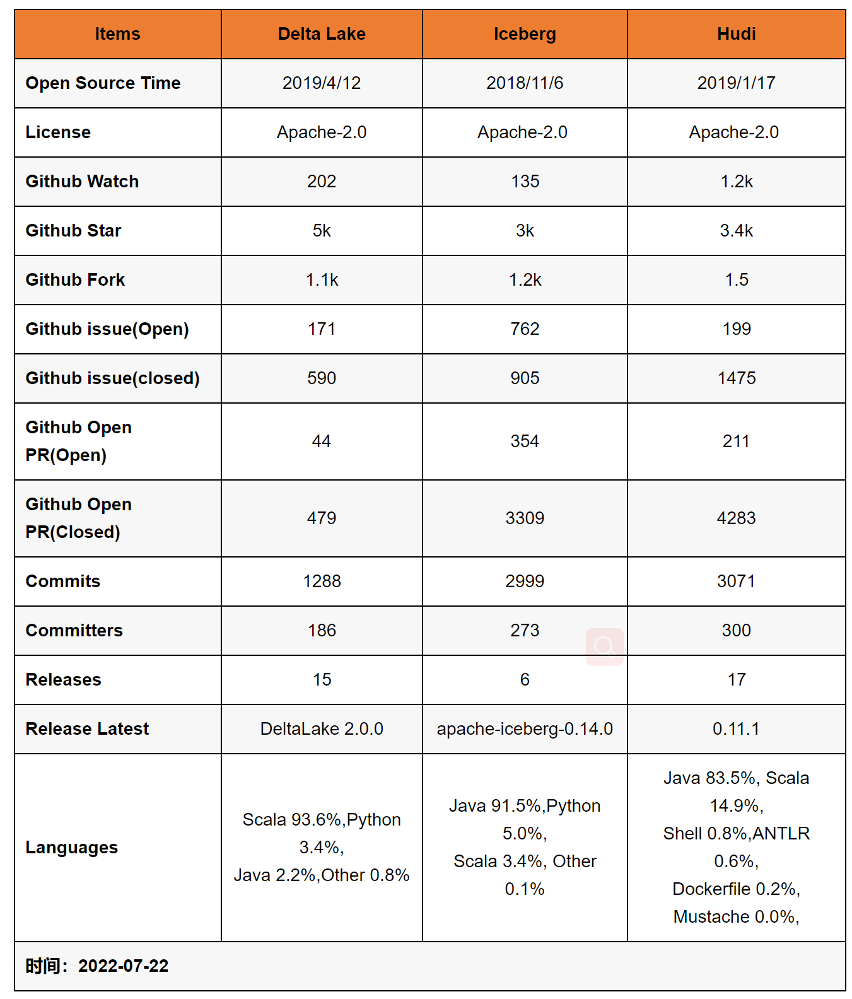 Items Delta Lake Iceberg Hudi
Open Source Time 2019/4/12 2018/11/6 2019/1/17
License Apache-2.0 Apache-2.0 Apache-2.0
Github Watch 202 135 1.2k
Github Star 5k 3k 3.4k
Github Fork 1.1k 1.2k 1.5
Github issue(Open) 171 762 199
Github issue(closed) 590 905 1475
Github Open
PR(Open)
44 354 211
Github Open
PR(Closed)
479 3309 4283
Commits 1288 2999 3071
Committers 186 273 300
Releases 15 6 17
Release Latest DeltaLake 2.0.0 apache-iceberg-0.14.0 0.11.1
Languages
Scala 93.6%,Python
3.4%,
Java 2.2%,Other 0.8%
Java 91.5%,Python
5.0%,
Scala 3.4%, Other
0.1%
Java 83.5%, Scala
14.9%,
Shell 0.8%,ANTLR
0.6%,
Dockerfile 0.2%,
Mustache 0.0%,
时间：2022-07-22